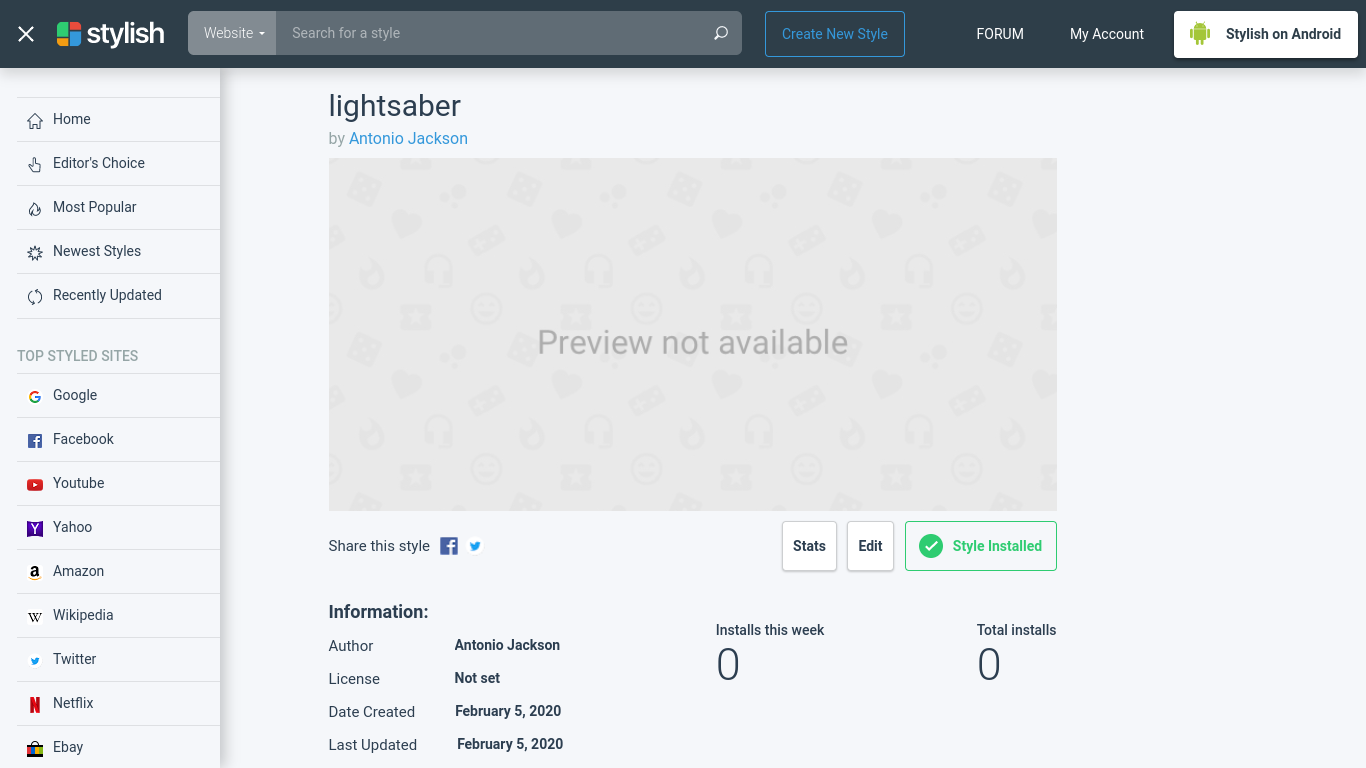 stylish
Website
Search for a style
Create New Style
FORUM
My Account
Stylish on Android
Home
Editor's Choice
Most Popular
Newest Styles
Recently Updated
TOP STYLED SITES
Google
Facebook
Youtube
Yahoo
Amazon
Wikipedia
Twitter
Netflix
Ebay
lightsaber
by Antonio Jackson
Preview not available
Share this style
Stats
Edit
Style Installed
Information:
Author Antonio Jackson
License Not set
Date Created February 5, 2020
Last Updated February 5, 2020
Installs this week
0
Total installs
0